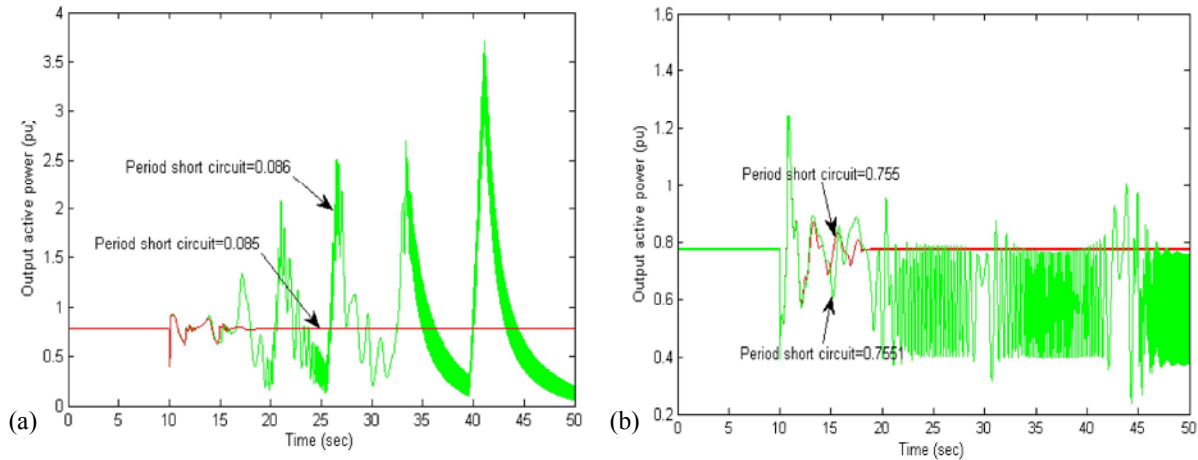 4
3.5
3
2.5
2
1.5
1
0.5
0
Output active power (pu)
Period short circuit=0.086
Period short circuit=0.085
0 5 10 15 20 25 30 35 40 45 50
Time (sec)
(a)
1.6
1.4
1.2
1
0.8
0.6
0.4
0.2
Output active power (pu)
Period short circuit=0.755
Period short circuit=0.7551
0 5 10 15 20 25 30 35 40 45 50
Time (sec)
(b)